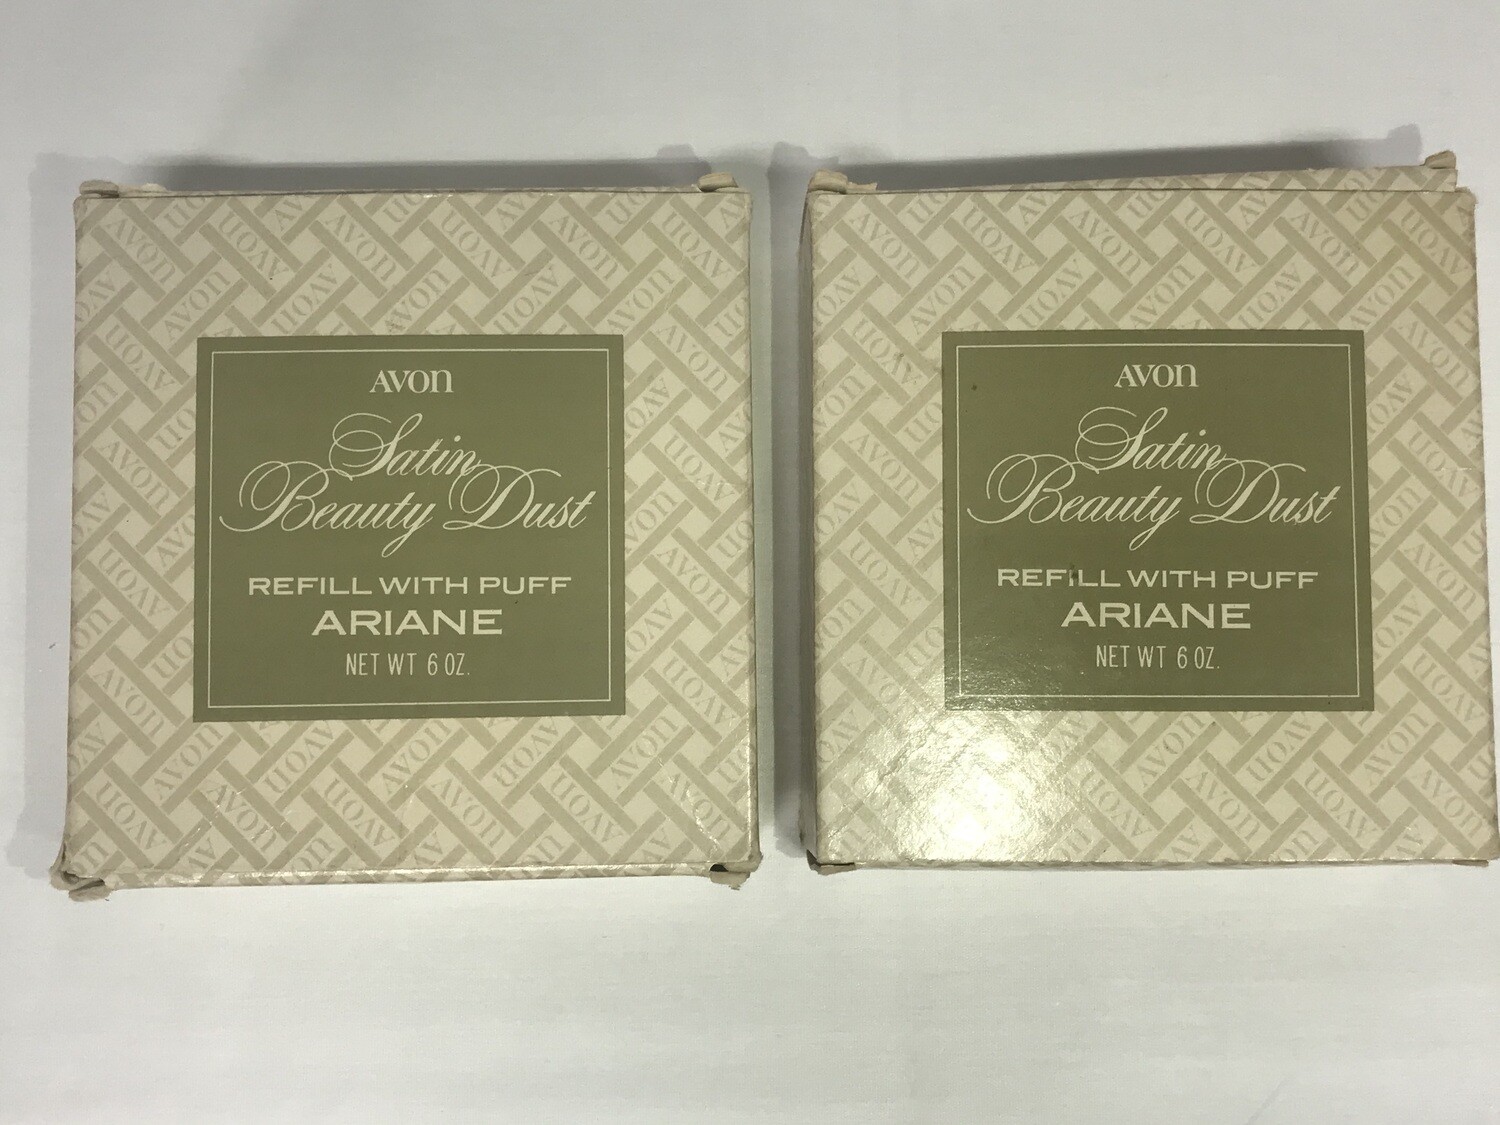 AVON
Satin
Beauty Dust
REFILL WITH PUFF
ARIANE
NET WT 6 OZ.
AVON
Satin
Beauty Dust
REFILL WITH PUFF
ARIANE
NET WT 6 OZ.